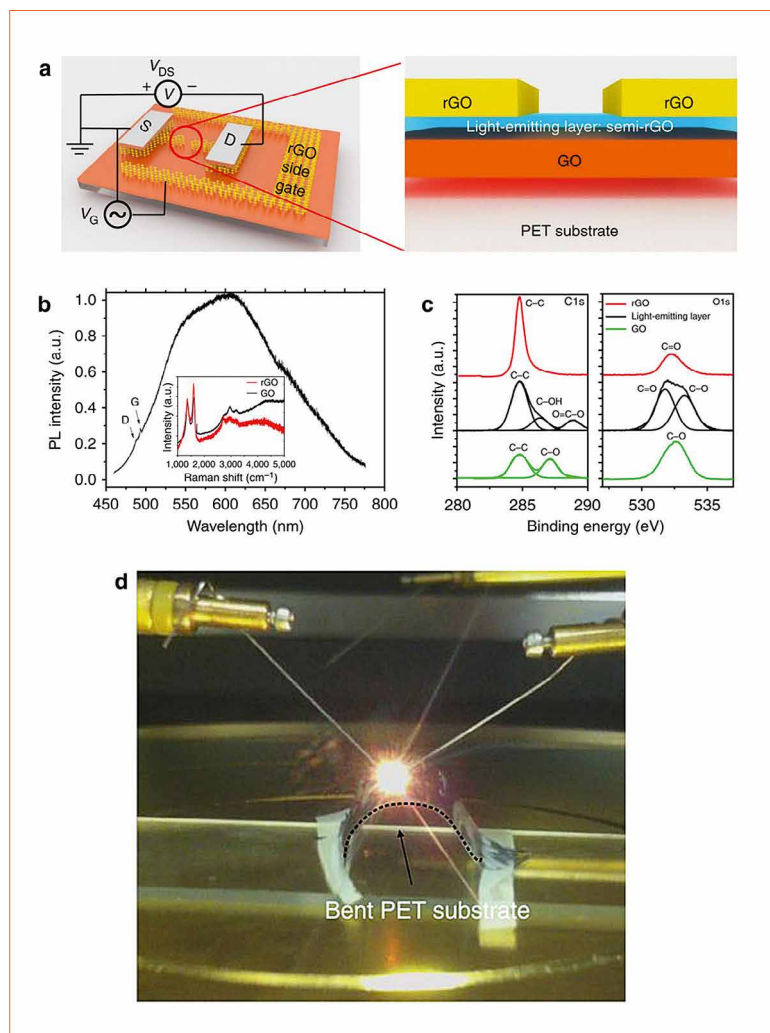 a
V_DS
+ V −
S
D
rGO side gate
V_G
rGO
rGO
Light-emitting layer: semi-rGO
GO
PET substrate
b
PL intensity (a.u.)
1.0
0.8
0.6
0.4
0.2
0.0
G
D
Intensity (a.u.)
rGO
GO
1,000 2,000 3,000 4,000 5,000
Raman shift (cm⁻¹)
450 500 550 600 650 700 750 800
Wavelength (nm)
c
Intensity (a.u.)
C–C
C1s
C–C
C–OH
O=C–O
C–C
C–O
280 285 290
rGO
O1s
Light-emitting layer
GO
C=O
C=O
C–O
C–O
530 535
Binding energy (eV)
d
Bent PET substrate